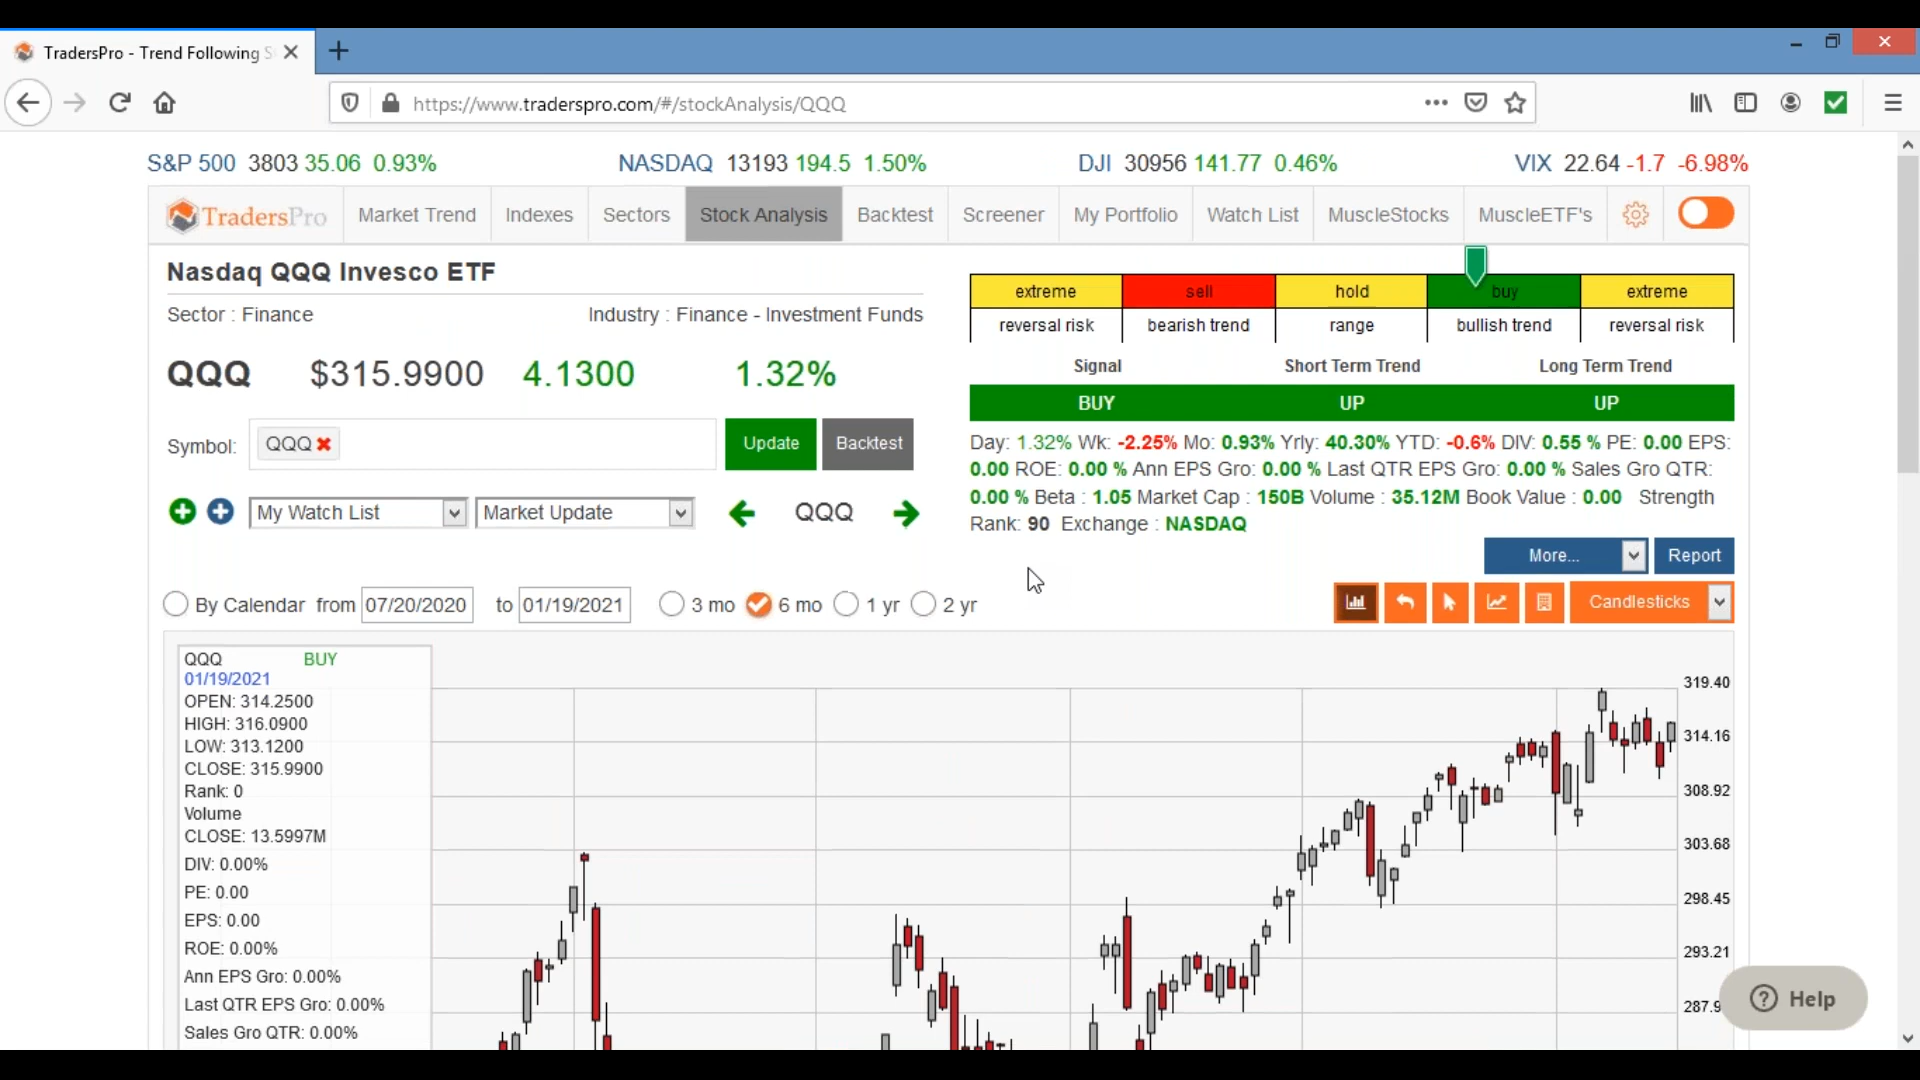 TradersPro - Trend Following S
https://www.traderspro.com/#/stockAnalysis/QQQ
S&P 500 3803 35.06 0.93% NASDAQ 13193 194.5 1.50% DJI 30956 141.77 0.46% VIX 22.64 -1.7 -6.98%
TradersPro Market Trend Indexes Sectors Stock Analysis Backtest Screener My Portfolio Watch List MuscleStocks MuscleETF's
Nasdaq QQQ Invesco ETF
Sector : Finance Industry : Finance - Investment Funds
QQQ $315.9900 4.1300 1.32%
Symbol: QQQ Update Backtest
My Watch List Market Update QQQ
extreme sell hold buy extreme
reversal risk bearish trend range bullish trend reversal risk
Signal Short Term Trend Long Term Trend
BUY UP UP
Day: 1.32% Wk: -2.25% Mo: 0.93% Yrly: 40.30% YTD: -0.6% DIV: 0.55 % PE: 0.00 EPS:
0.00 ROE: 0.00 % Ann EPS Gro: 0.00 % Last QTR EPS Gro: 0.00 % Sales Gro QTR:
0.00 % Beta : 1.05 Market Cap : 150B Volume : 35.12M Book Value : 0.00 Strength
Rank: 90 Exchange : NASDAQ
More... Report
By Calendar from 07/20/2020 to 01/19/2021 3 mo 6 mo 1 yr 2 yr Candlesticks
QQQ BUY
01/19/2021
OPEN: 314.2500
HIGH: 316.0900
LOW: 313.1200
CLOSE: 315.9900
Rank: 0
Volume
CLOSE: 13.5997M
DIV: 0.00%
PE: 0.00
EPS: 0.00
ROE: 0.00%
Ann EPS Gro: 0.00%
Last QTR EPS Gro: 0.00%
Sales Gro QTR: 0.00%
319.40
314.16
308.92
303.68
298.45
293.21
287.9
Help